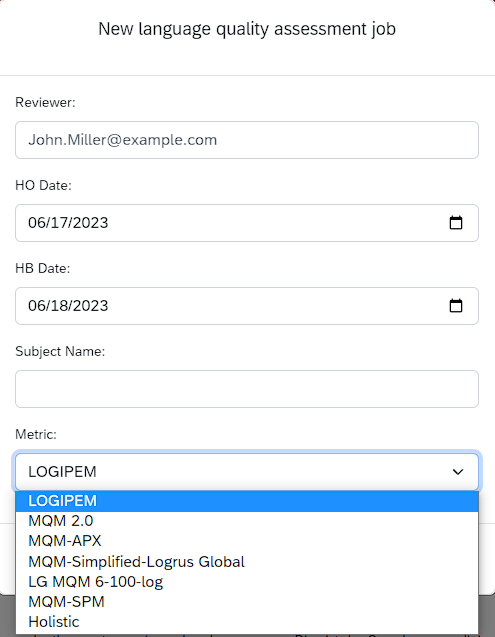 New language quality assessment job
Reviewer:
John.Miller@example.com
HO Date:
06/17/2023
HB Date:
06/18/2023
Subject Name:
Metric:
LOGIPEM
LOGIPEM
MQM 2.0
MQM-APX
MQM-Simplified-Logrus Global
LG MQM 6-100-log
MQM-SPM
Holistic